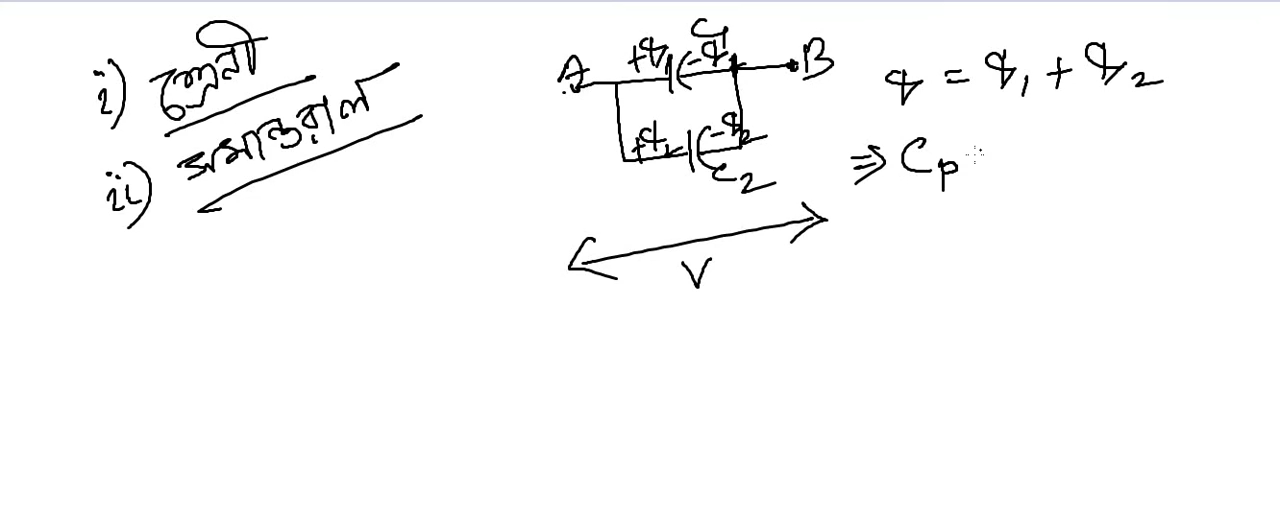 i) শ্রেনী
ii) সমান্তরাল
A +q₁ C₁ -q₁ B
+q₂ -q₂
C₂
V
q = q₁ + q₂
⇒ Cₚ